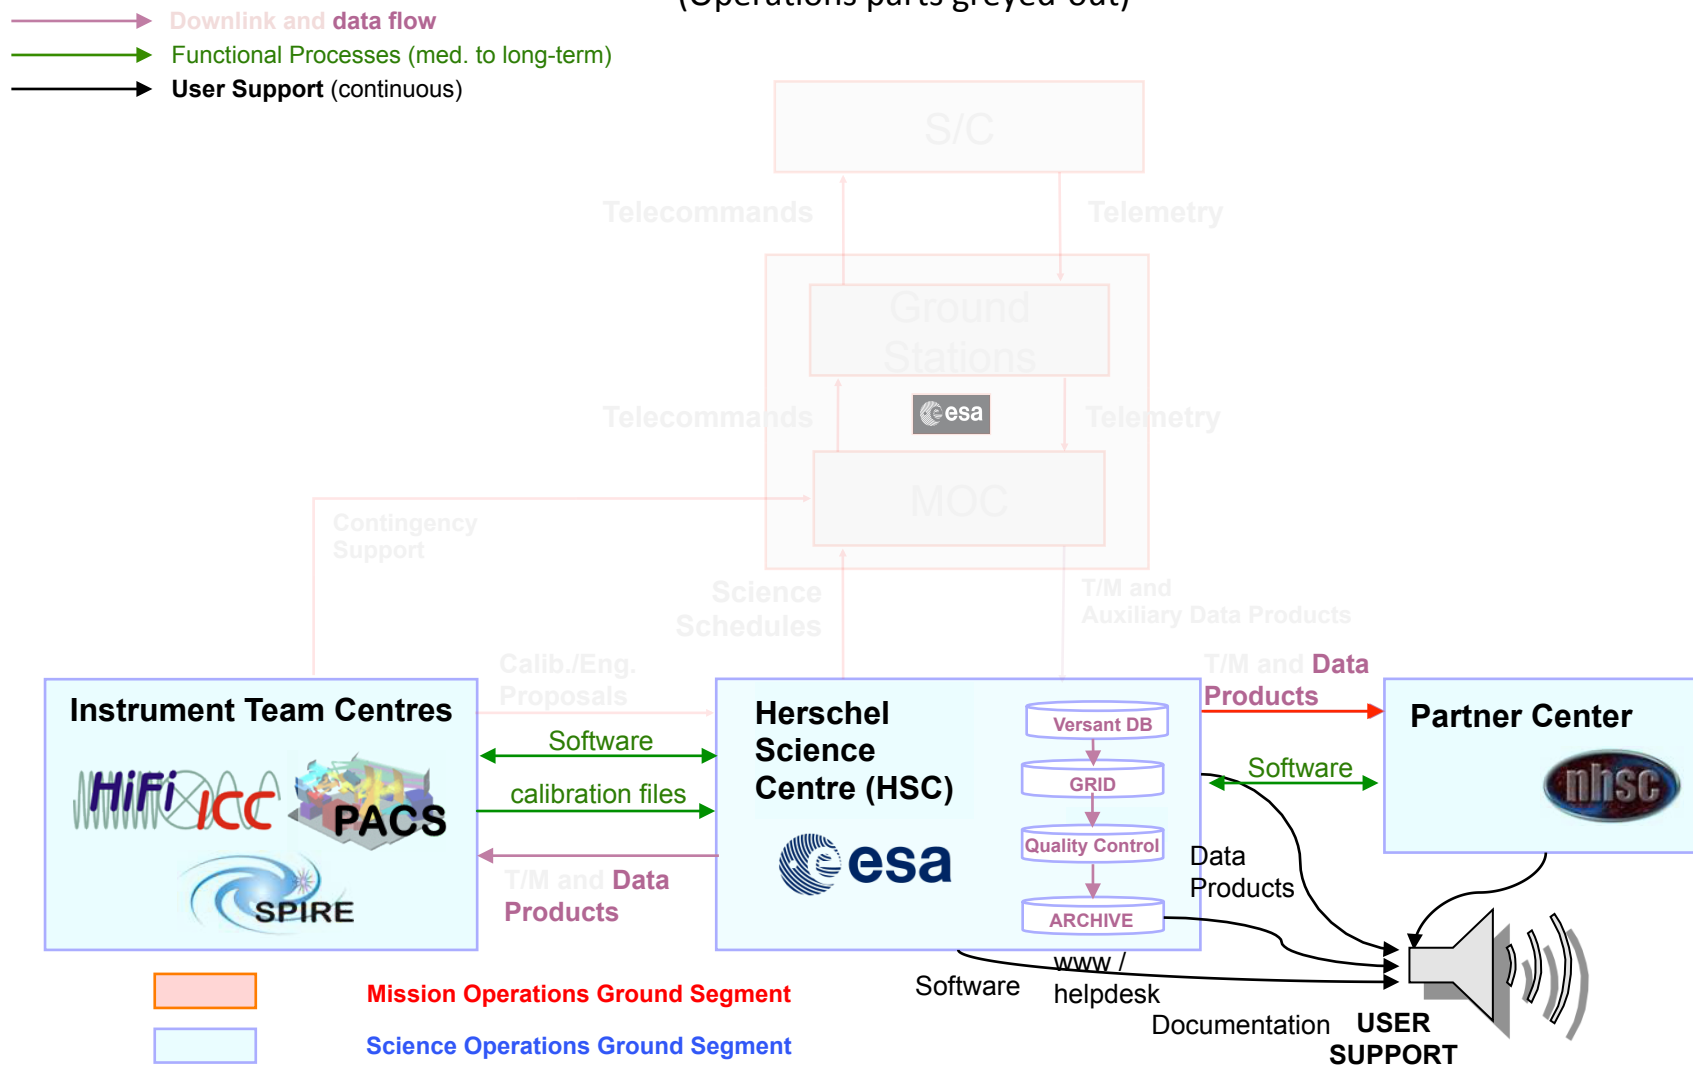 (Operations parts greyed out)
Downlink and data flow
Functional Processes (med. to long-term)
User Support (continuous)
S/C
Telecommands
Telemetry
Ground
Stations
Telecommands
esa
Telemetry
MOC
Contingency
Support
Science
Schedules
T/M and
Auxiliary Data Products
Calib./Eng.
Proposals
T/M and Data
Products
Instrument Team Centres
HiFi ICC
PACS
SPIRE
Software
calibration files
T/M and Data
Products
Herschel
Science
Centre (HSC)
esa
Versant DB
GRID
Quality Control
ARCHIVE
Software
Partner Center
nhsc
Data
Products
Software
www /
helpdesk
Documentation
USER
SUPPORT
Mission Operations Ground Segment
Science Operations Ground Segment